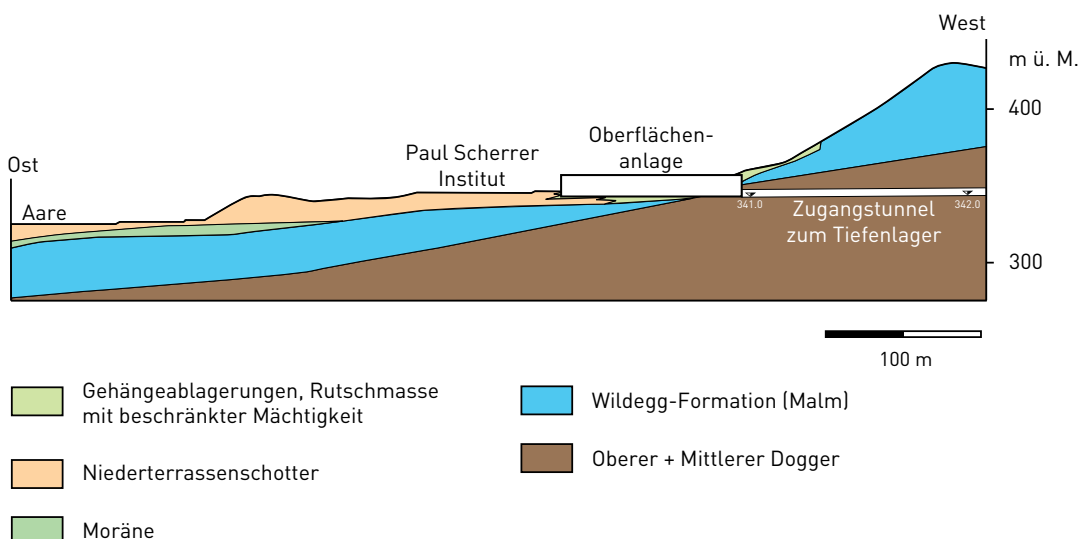 West
m ü. M.
400
Oberflächen-
anlage
Paul Scherrer
Institut
Ost
Aare
341.0
342.0
Zugangstunnel
zum Tiefenlager
300
100 m
Gehängeablagerungen, Rutschmasse
mit beschränkter Mächtigkeit
Niederterrassenschotter
Moräne
Wildegg-Formation (Malm)
Oberer + Mittlerer Dogger